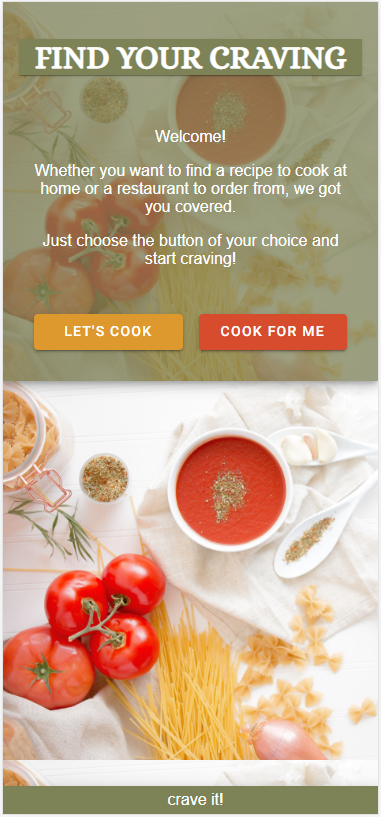 FIND YOUR CRAVING
Welcome!
Whether you want to find a recipe to cook at
home or a restaurant to order from, we got
you covered.
Just choose the button of your choice and
start craving!
LET'S COOK
COOK FOR ME
crave it!